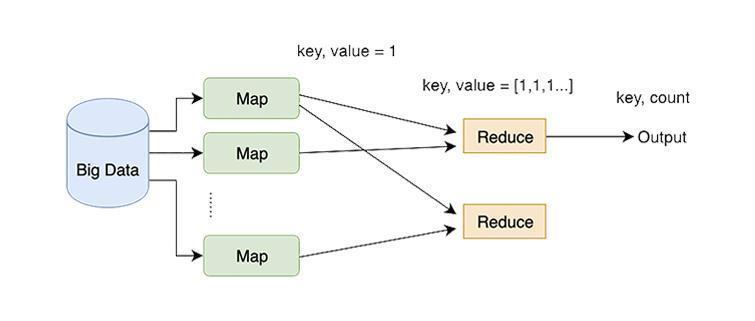 key, value = 1
key, value = [1,1,1...]
key, count
Map
Map
Map
Big Data
Reduce
Reduce
Output